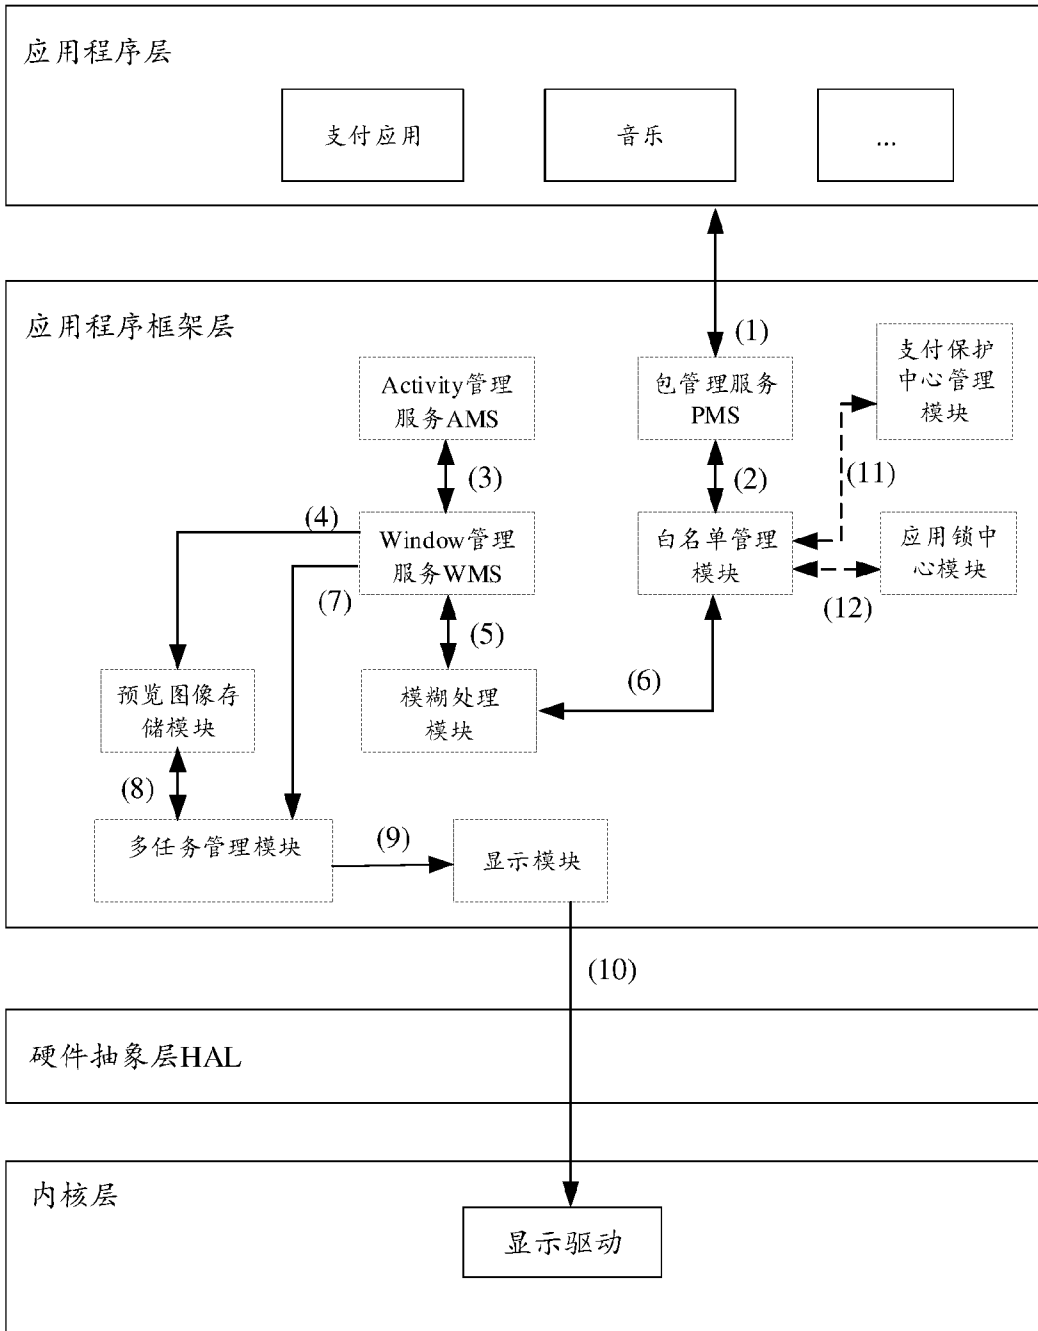 应用程序层
支付应用
音乐
...
应用程序框架层
(1)
支付保护
中心管理
模块
Activity管理
服务AMS
包管理服务
PMS
(3)
(2)
(11)
(4)
Window管理
服务WMS
白名单管理
模块
应用锁中
心模块
(7)
(12)
(5)
(6)
预览图像存
储模块
模糊处理
模块
(8)
多任务管理模块
(9)
显示模块
(10)
硬件抽象层HAL
内核层
显示驱动